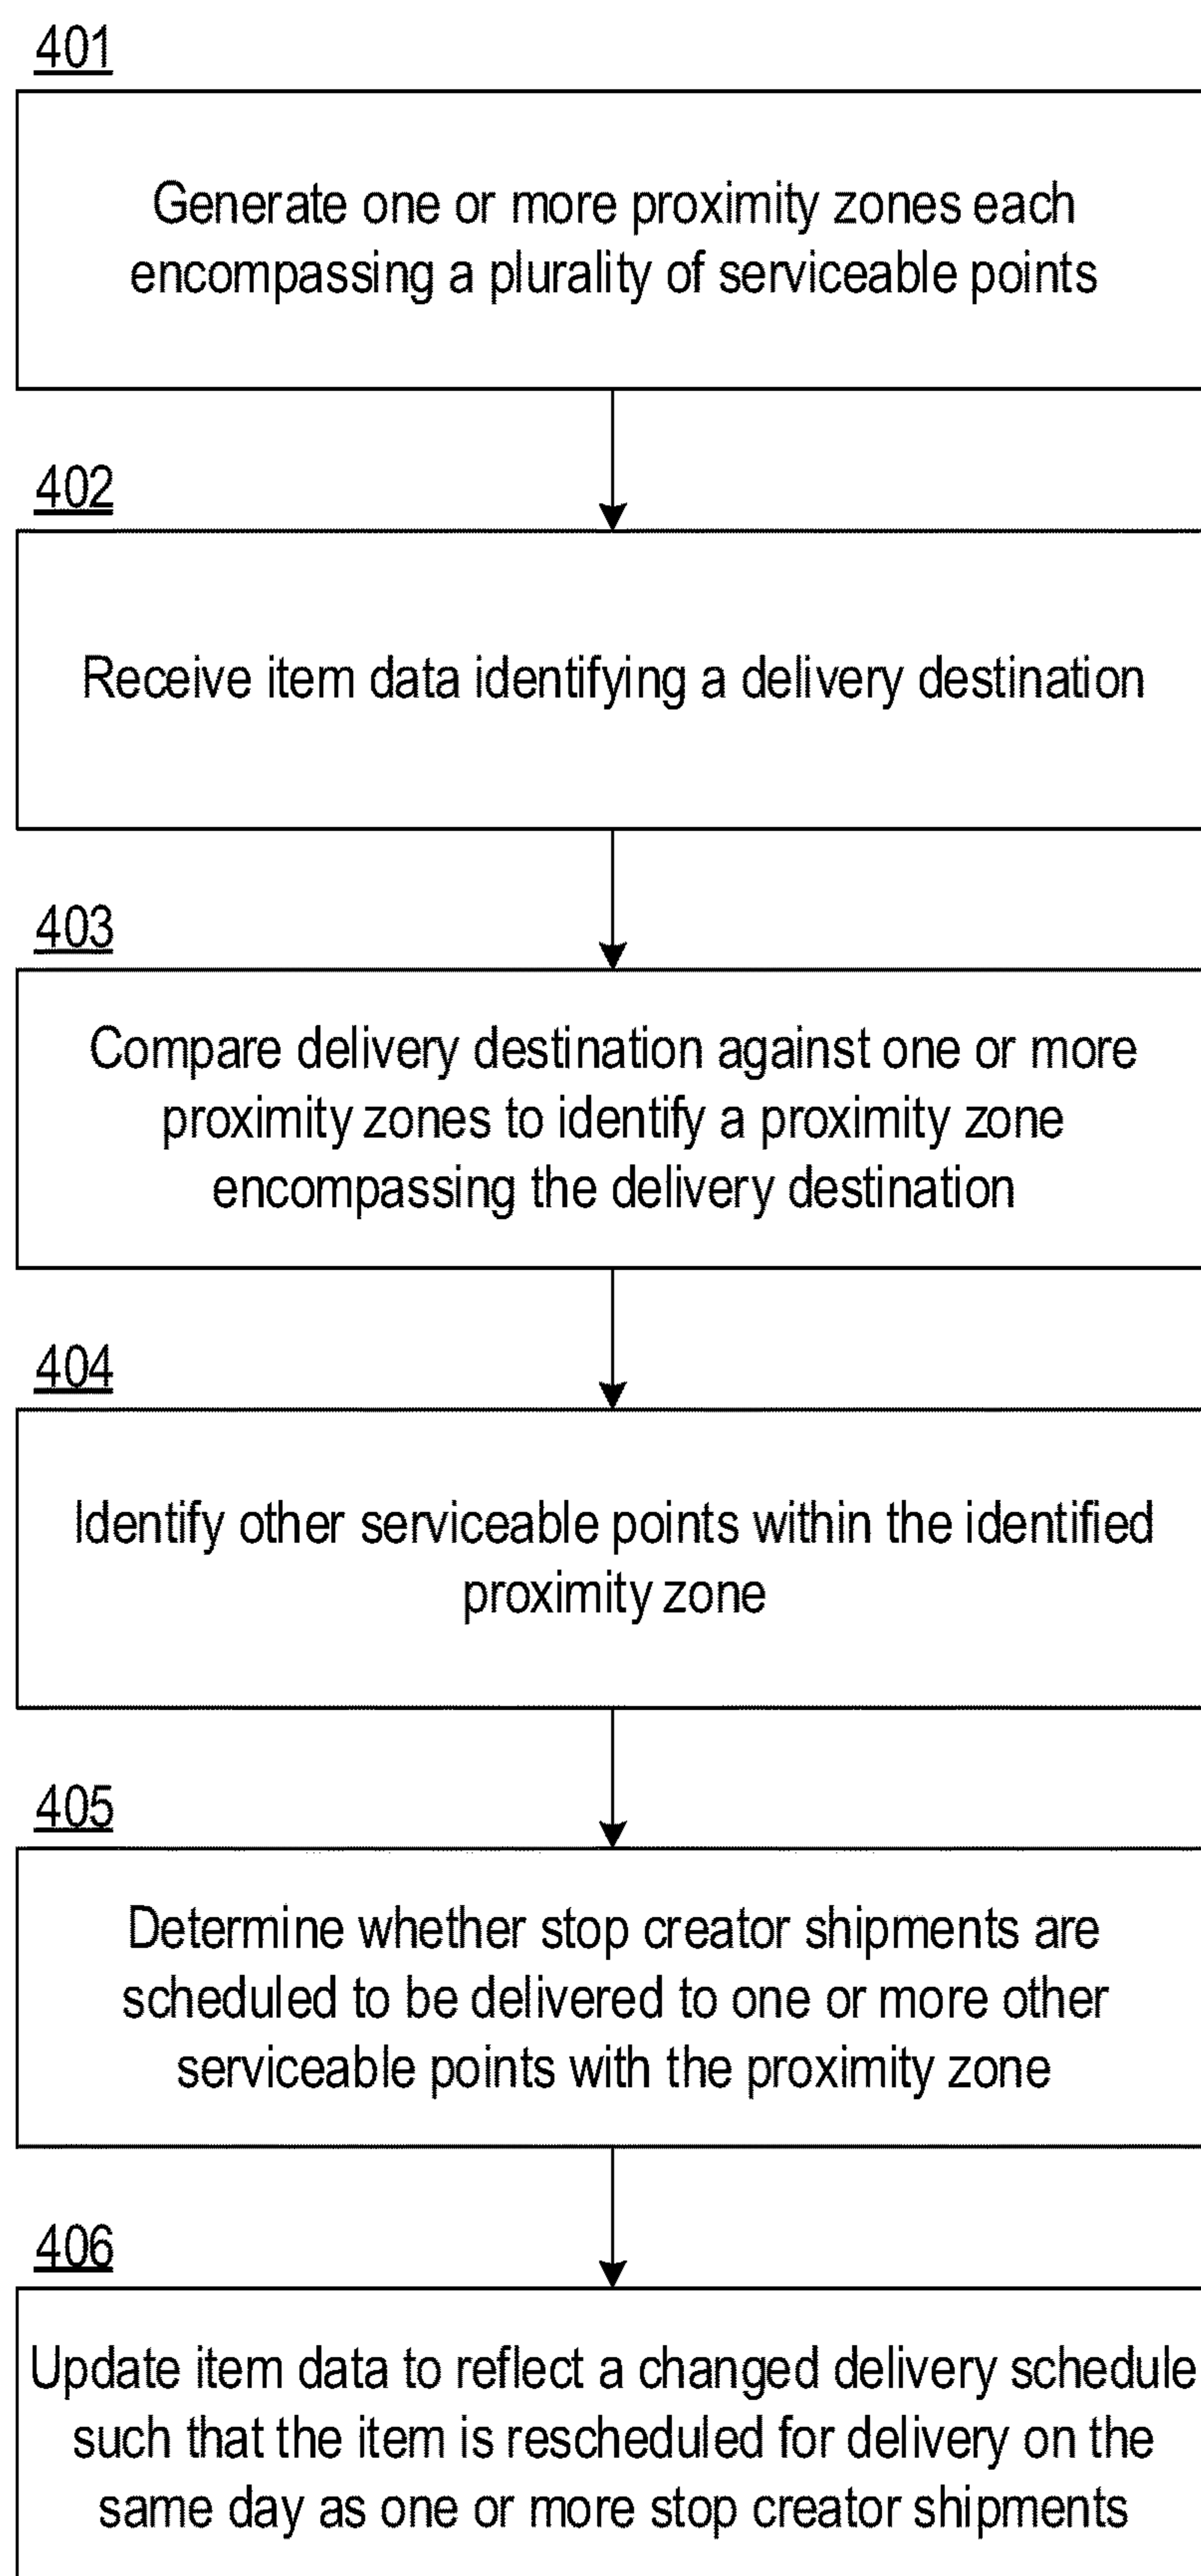 401
Generate one or more proximity zones each
encompassing a plurality of serviceable points
402
Receive item data identifying a delivery destination
403
Compare delivery destination against one or more
proximity zones to identify a proximity zone
encompassing the delivery destination
404
Identify other serviceable points within the identified
proximity zone
405
Determine whether stop creator shipments are
scheduled to be delivered to one or more other
serviceable points with the proximity zone
406
Update item data to reflect a changed delivery schedule
such that the item is rescheduled for delivery on the
same day as one or more stop creator shipments